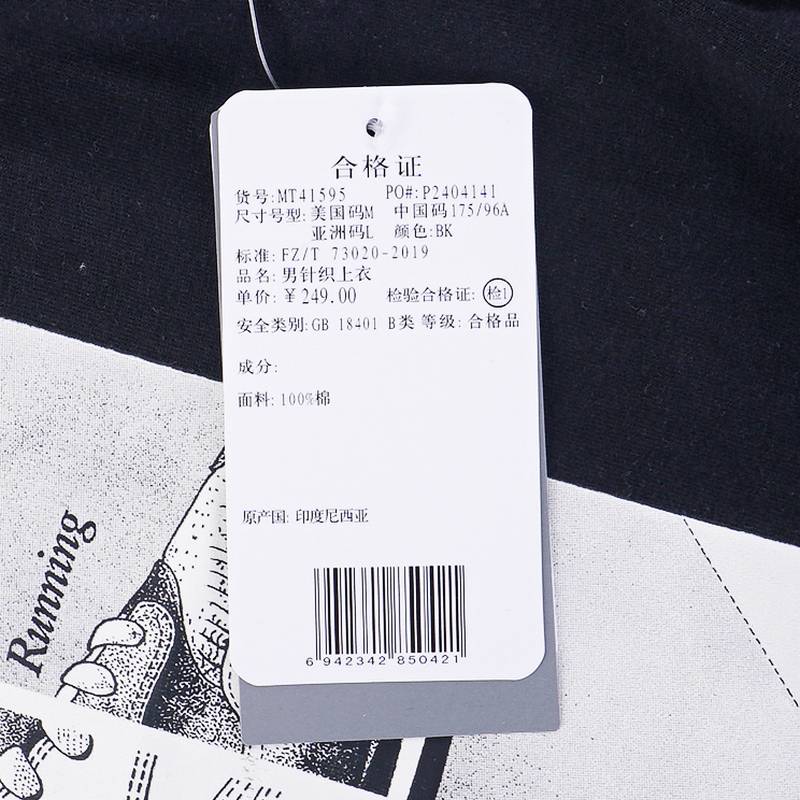 合格证
货号:MT41595 PO#:P2404141
尺寸号型:美国码M 中国码175/96A
亚洲码L 颜色:BK
标准: FZ/T 73020-2019
品名: 男针织上衣
单价: ¥249.00 检验合格证: 检1
安全类别:GB 18401 B类 等级: 合格品
成分:
面料: 100%棉
原产国: 印度尼西亚
6 942342 850421
Running